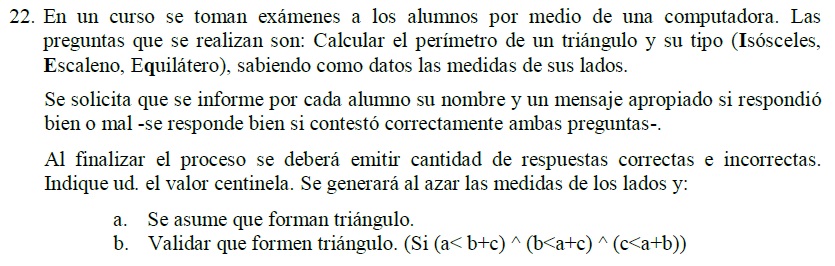 22. En un curso se toman exámenes a los alumnos por medio de una computadora. Las
preguntas que se realizan son: Calcular el perímetro de un triángulo y su tipo (Isósceles,
Escaleno, Equilátero), sabiendo como datos las medidas de sus lados.
Se solicita que se informe por cada alumno su nombre y un mensaje apropiado si respondió
bien o mal -se responde bien si contestó correctamente ambas preguntas-.
Al finalizar el proceso se deberá emitir cantidad de respuestas correctas e incorrectas.
Indique ud. el valor centinela. Se generará al azar las medidas de los lados y:
a. Se asume que forman triángulo.
b. Validar que formen triángulo. (Si (a< b+c) ^ (b<a+c) ^ (c<a+b))